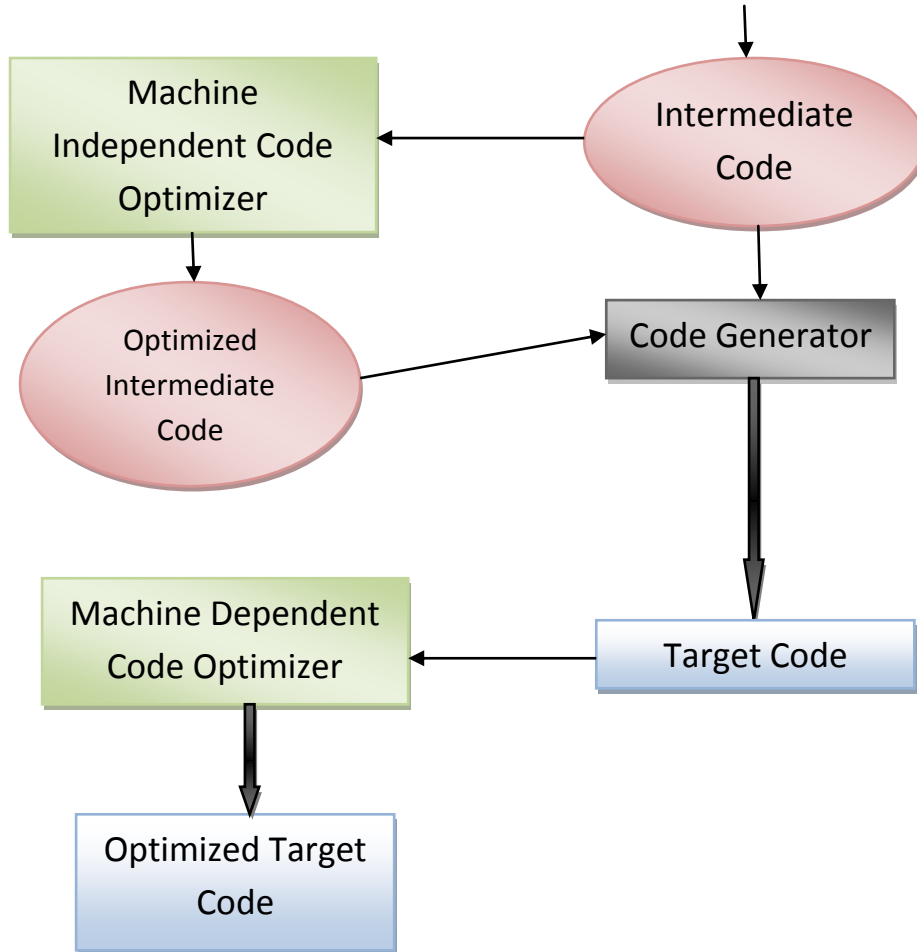 Machine
Independent Code
Optimizer
Intermediate
Code
Optimized
Intermediate
Code
Code Generator
Machine Dependent
Code Optimizer
Target Code
Optimized Target
Code